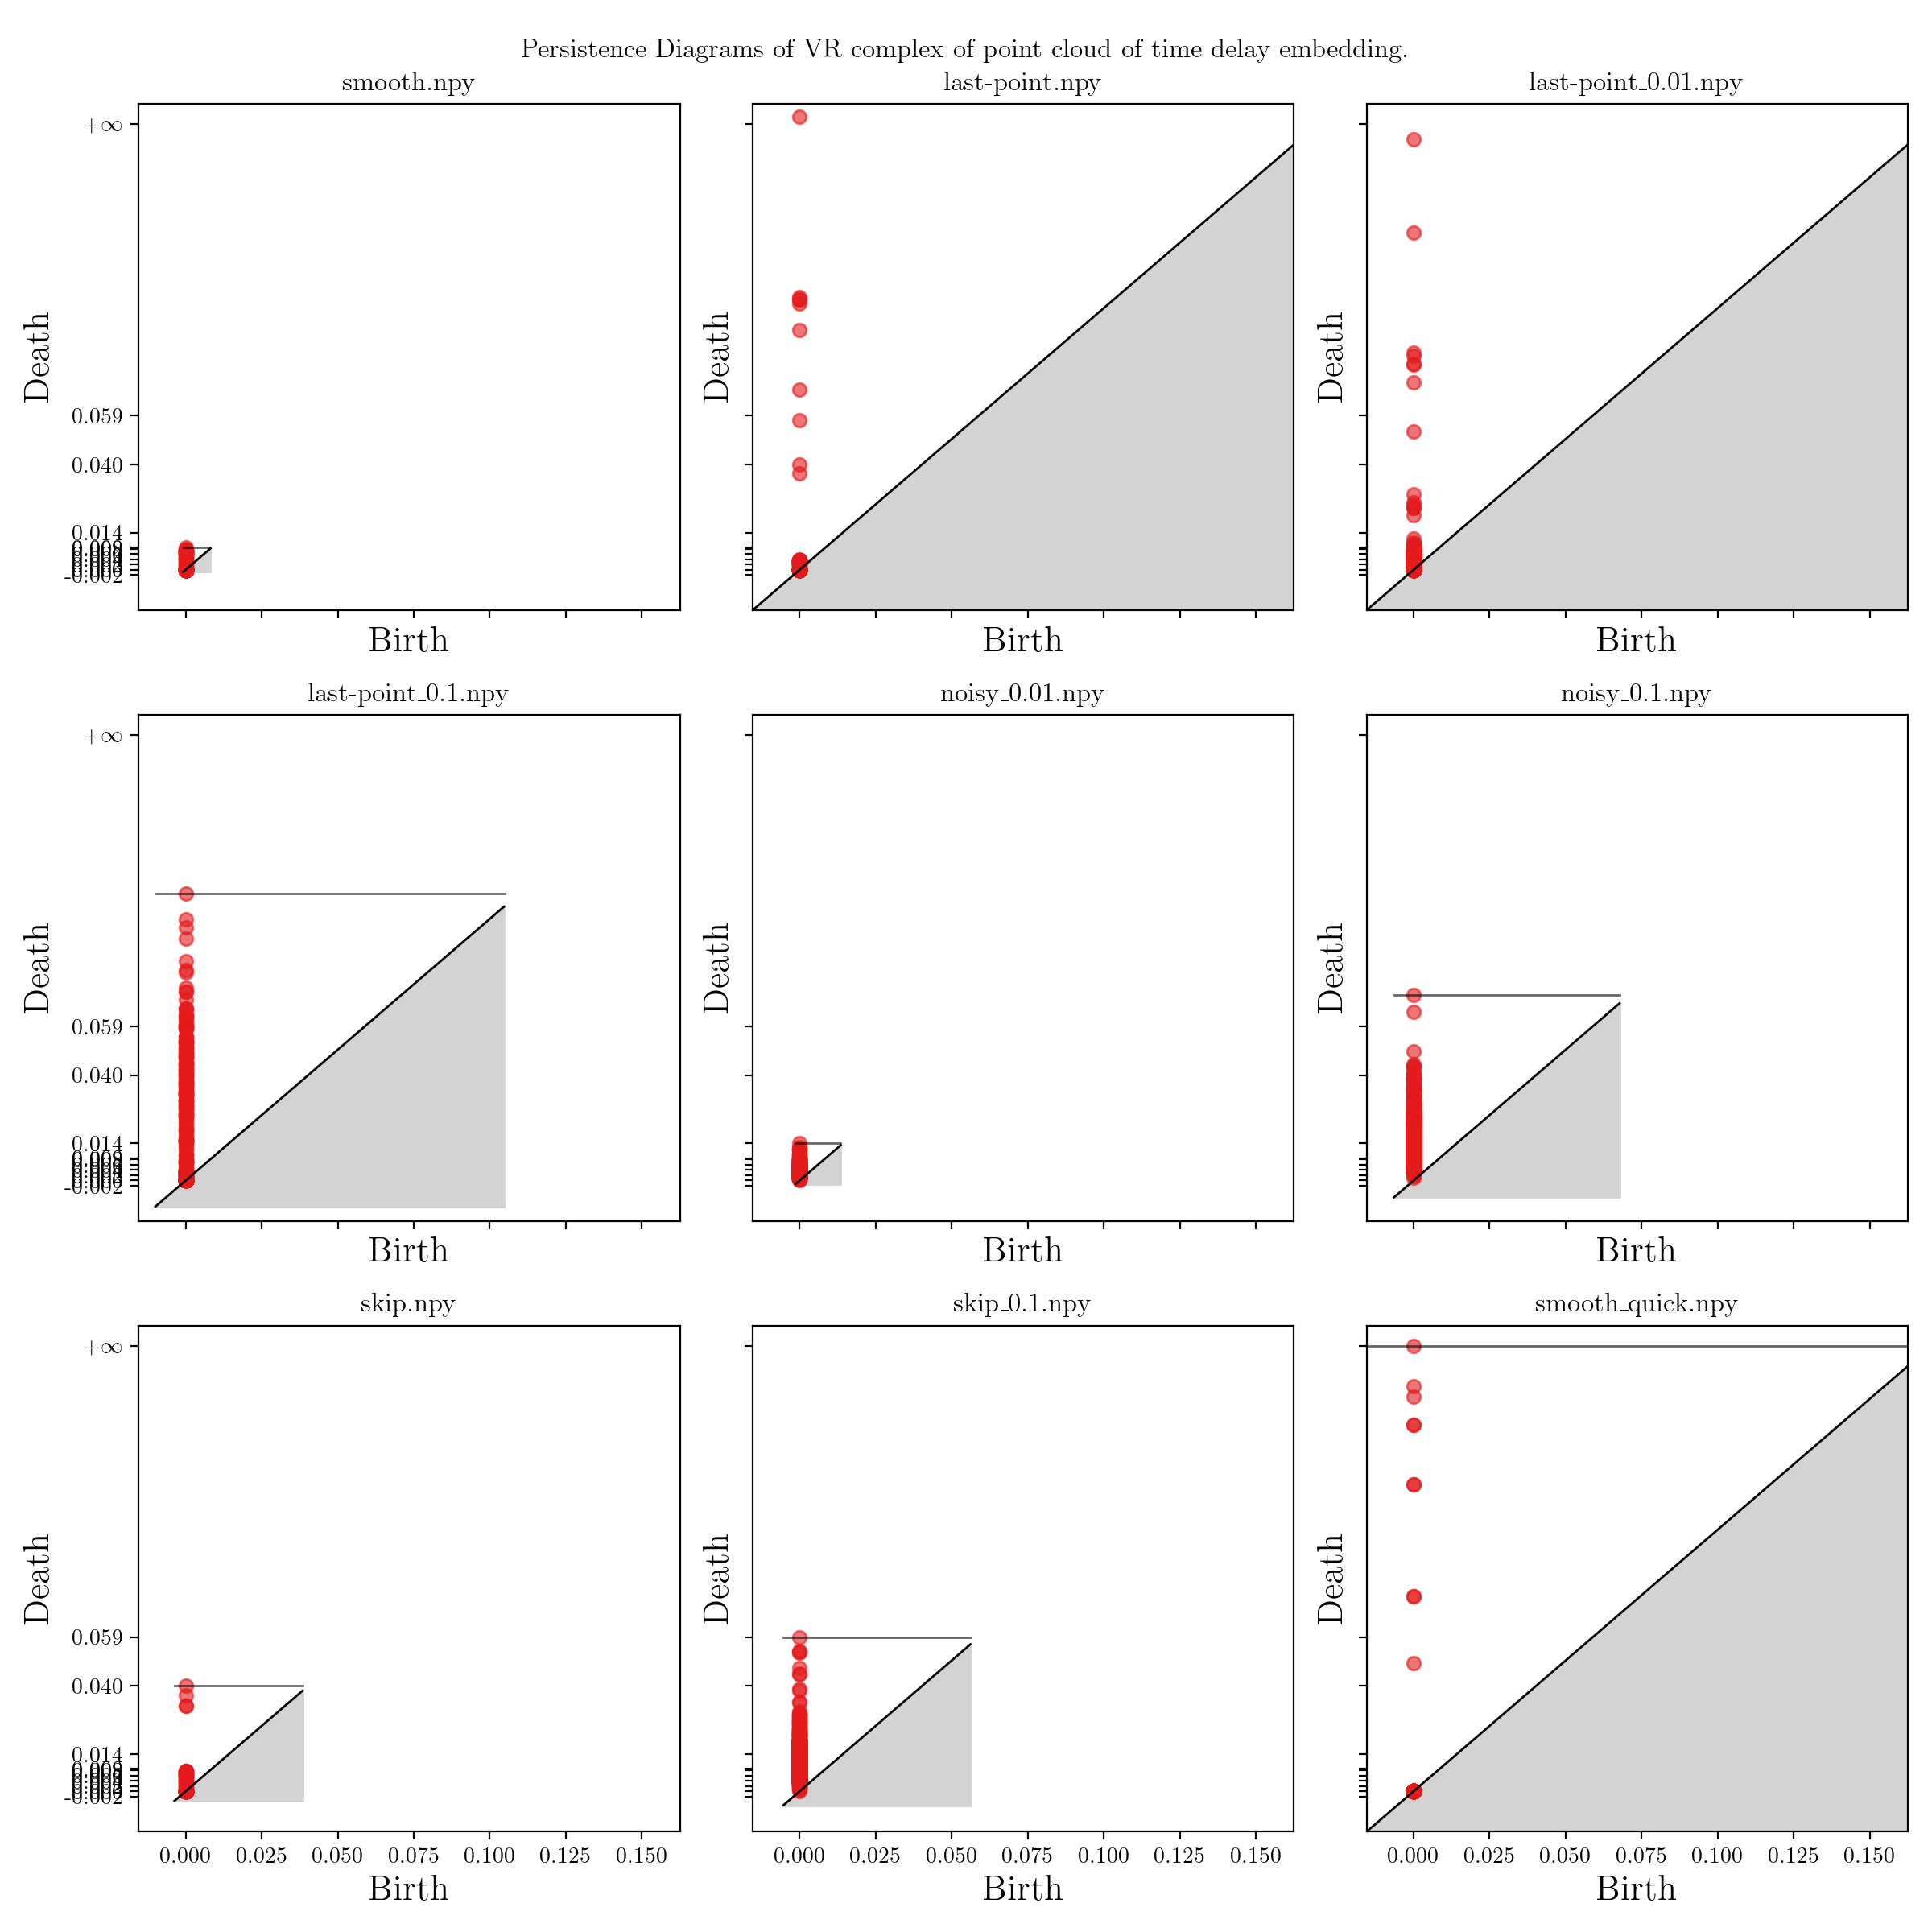 Persistence Diagrams of VR complex of point cloud of time delay embedding.
smooth.npy last-point.npy last-point_0.01.npy
+∞
Death Death Death
0.059
0.040
0.014
-0.002
Birth Birth Birth
last-point_0.1.npy noisy_0.01.npy noisy_0.1.npy
+∞
Death Death Death
0.059
0.040
0.014
-0.002
Birth Birth Birth
skip.npy skip_0.1.npy smooth_quick.npy
+∞
Death Death Death
0.059
0.040
0.014
-0.002
0.000 0.025 0.050 0.075 0.100 0.125 0.150 0.000 0.025 0.050 0.075 0.100 0.125 0.150 0.000 0.025 0.050 0.075 0.100 0.125 0.150
Birth Birth Birth